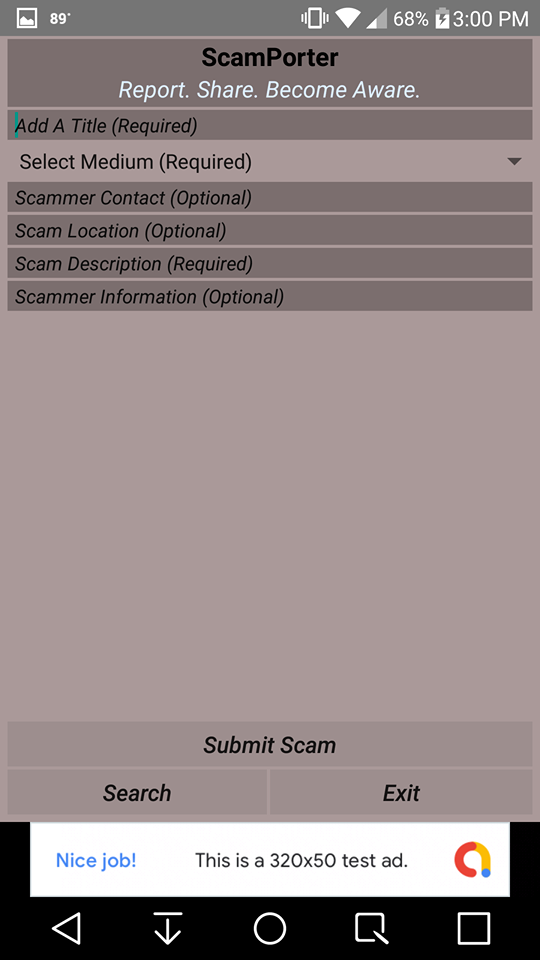 89°
68%
3:00 PM
ScamPorter
Report. Share. Become Aware.
Add A Title (Required)
Select Medium (Required)
Scammer Contact (Optional)
Scam Location (Optional)
Scam Description (Required)
Scammer Information (Optional)
Submit Scam
Search
Exit
Nice job!
This is a 320x50 test ad.